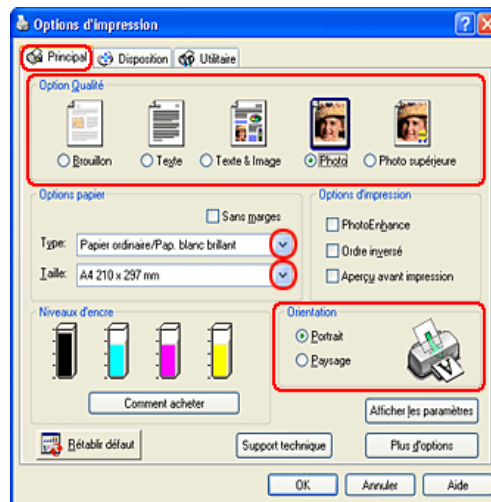 Options d'impression
Principal Disposition Utilitaire
Option Qualité
Brouillon Texte Texte & Image Photo Photo supérieure
Options papier
Sans marges
Type: Papier ordinaire/Pap. blanc brillant
Taille: A4 210 x 297 mm
Options d'impression
PhotoEnhance
Ordre inversé
Aperçu avant impression
Niveaux d'encre
Comment acheter
Orientation
Portrait
Paysage
Afficher les paramètres
Rétablir défaut Support technique Plus d'options
OK Annuler Aide